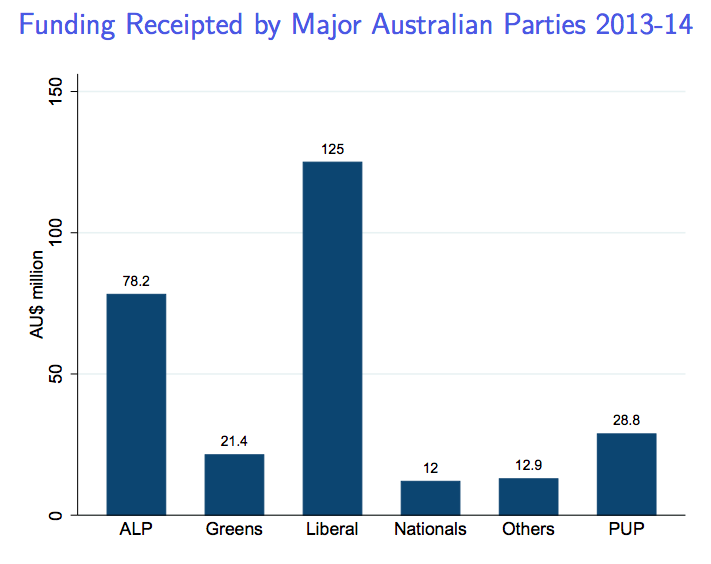 Funding Receipted by Major Australian Parties 2013-14
AU$ million
150
100
50
0
78.2
21.4
125
12
12.9
28.8
ALP
Greens
Liberal
Nationals
Others
PUP